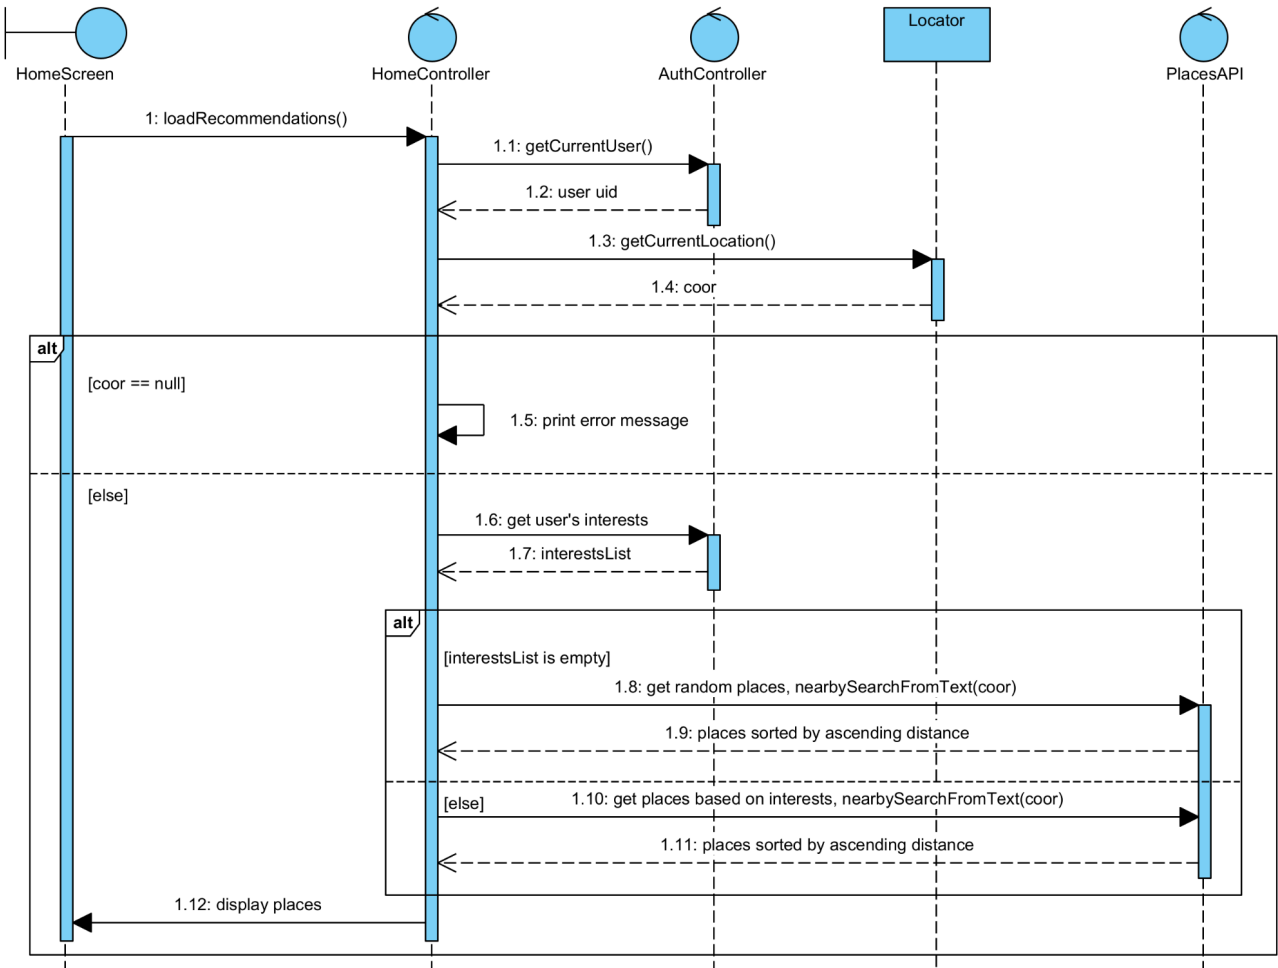 Locator
HomeScreen
HomeController
AuthController
PlacesAPI
1: loadRecommendations()
1.1: getCurrentUser()
1.2: user uid
1.3: getCurrentLocation()
1.4: coor
alt
[coor == null]
1.5: print error message
[else]
1.6: get user's interests
1.7: interestsList
alt
[interestsList is empty]
1.8: get random places, nearbySearchFromText(coor)
1.9: places sorted by ascending distance
[else]
1.10: get places based on interests, nearbySearchFromText(coor)
1.11: places sorted by ascending distance
1.12: display places